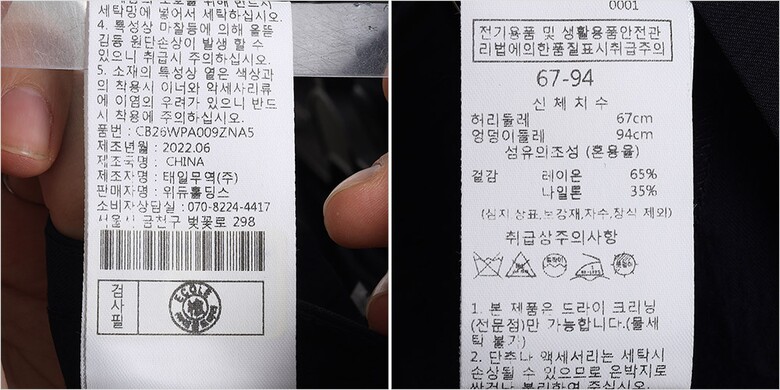 세탁망에 넣어서 세탁하십시오.
4. 특성상 마찰등에 의해 올뜯
김등 원단손상이 발생 할 수
있으니 취급시 주의하십시오.
5. 소재의 특성상 옅은 색상과
의 착용시 이너와 악세사리류
에 이염의 우려가 있으니 반드
시 착용에 주의하십시오.
품번 : CB26WPA009ZNA5
제조년월 : 2022.06
제조국명 : CHINA
제조자명 : 태일무역(주)
판매자명 : 위듀홀딩스
소비자상담실 : 070-8224-4417
서울시 금천구 벚꽃로 298
검사필
ECOLE
0001
전기용품 및 생활용품안전관
리법에의한품질표시취급주의
67-94
신체치수
허리둘레 67cm
엉덩이둘레 94cm
섬유의조성 (혼용율)
겉감 레이온 65%
나일론 35%
(심지,상표,보강재,자수,장식 제외)
취급상주의사항
1. 본 제품은 드라이 크리닝
(전문점)만 가능합니다.(물세
탁 불가)
2. 단추나 액세서리는 세탁시
손상될 수 있으므로 은박지로